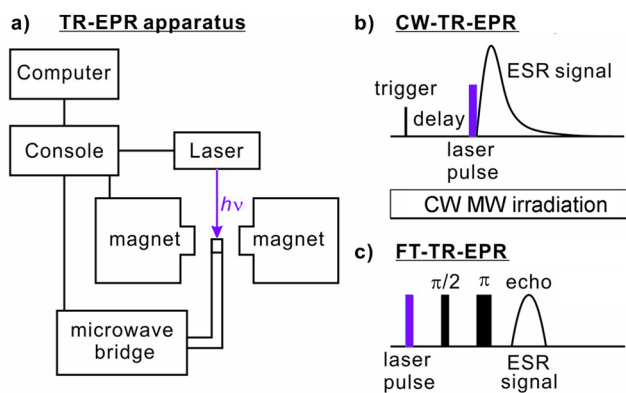 a) TR-EPR apparatus
Computer
Console
Laser
hν
magnet
magnet
microwave
bridge
b) CW-TR-EPR
ESR signal
trigger
delay
laser
pulse
CW MW irradiation
c) FT-TR-EPR
π/2 π echo
laser
pulse
ESR
signal